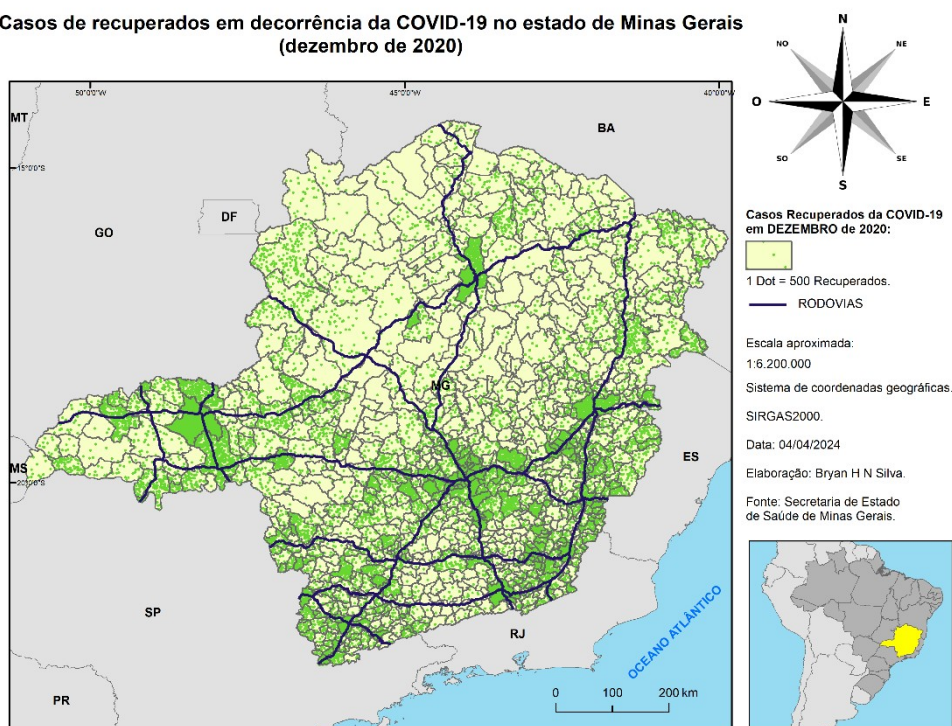 Casos de recuperados em decorrência da COVID-19 no estado de Minas Gerais
(dezembro de 2020)
N
NO
NE
O
E
SO
SE
S
50°0'0"W
45°0'0"W
40°0'0"W
MT
BA
15°0'0"S
DF
GO
MG
MS
20°0'0"S
ES
SP
RJ
OCEANO ATLÂNTICO
PR
0 100 200 km
Casos Recuperados da COVID-19
em DEZEMBRO de 2020:
1 Dot = 500 Recuperados.
RODOVIAS
Escala aproximada:
1:6.200.000
Sistema de coordenadas geográficas.
SIRGAS2000.
Data: 04/04/2024
Elaboração: Bryan H N Silva.
Fonte: Secretaria de Estado
de Saúde de Minas Gerais.